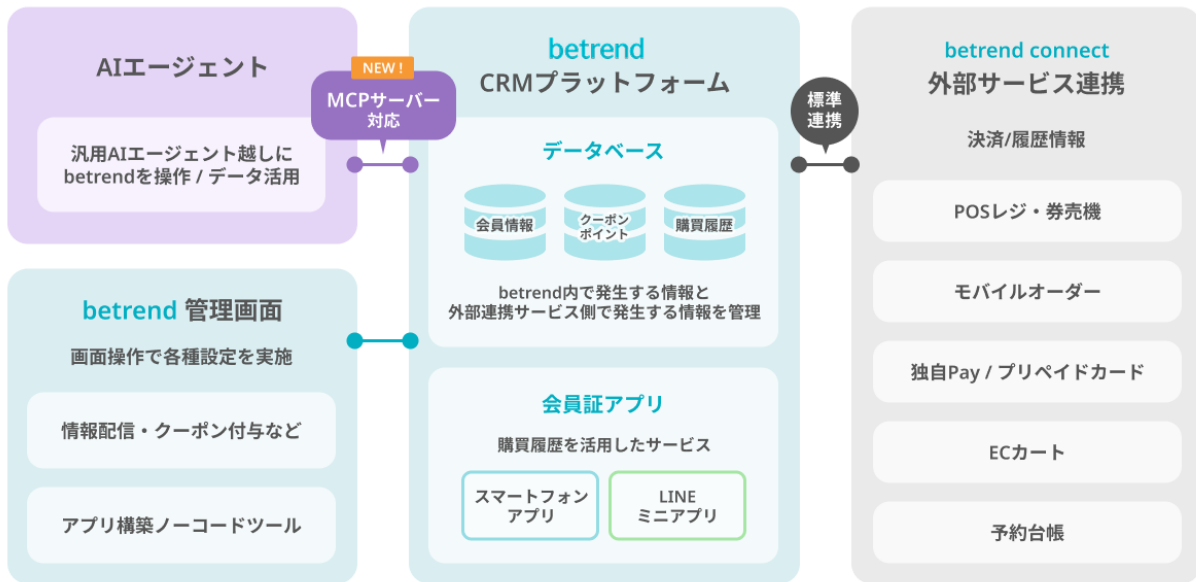 AIエージェント
汎用AIエージェント越しに
betrendを操作 / データ活用
NEW !
MCPサーバー
対応
betrend 管理画面
画面操作で各種設定を実施
情報配信・クーポン付与など
アプリ構築ノーコードツール
betrend
CRMプラットフォーム
データベース
会員情報
クーポン
ポイント
購買履歴
betrend内で発生する情報と
外部連携サービス側で発生する情報を管理
会員証アプリ
購買履歴を活用したサービス
スマートフォン
アプリ
LINE
ミニアプリ
標準
連携
betrend connect
外部サービス連携
決済/履歴情報
POSレジ・券売機
モバイルオーダー
独自Pay / プリペイドカード
ECカート
予約台帳